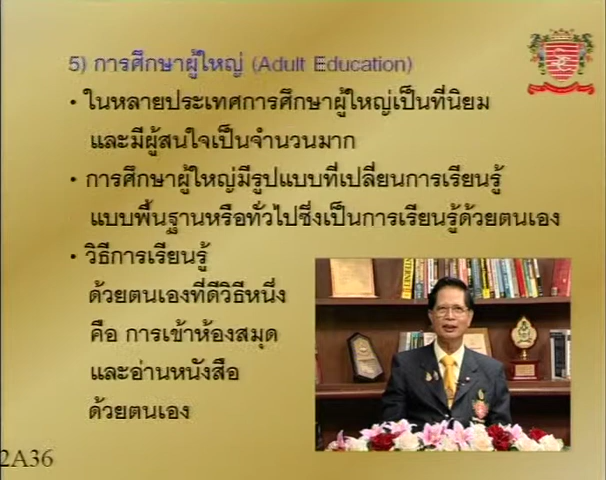 5) การศึกษาผู้ใหญ่ (Adult Education)
• ในหลายประเทศการศึกษาผู้ใหญ่เป็นที่นิยม
และมีผู้สนใจเป็นจำนวนมาก
• การศึกษาผู้ใหญ่มีรูปแบบที่เปลี่ยนการเรียนรู้
แบบพื้นฐานหรือทั่วไปซึ่งเป็นการเรียนรู้ด้วยตนเอง
• วิธีการเรียนรู้
ด้วยตนเองที่ดีวิธีหนึ่ง
คือ การเข้าห้องสมุด
และอ่านหนังสือ
ด้วยตนเอง
2A36